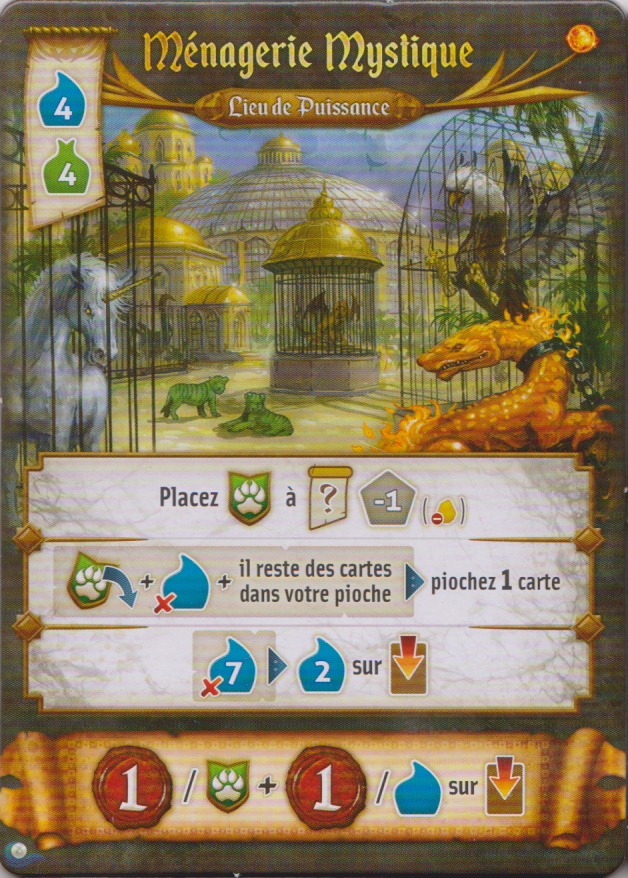 Ménagerie Mystique
Lieu de Puissance
4
4
Placez à ? -1 ( )
+ + il reste des cartes
dans votre pioche
piochez 1 carte
7 2 sur
1 / + 1 / sur